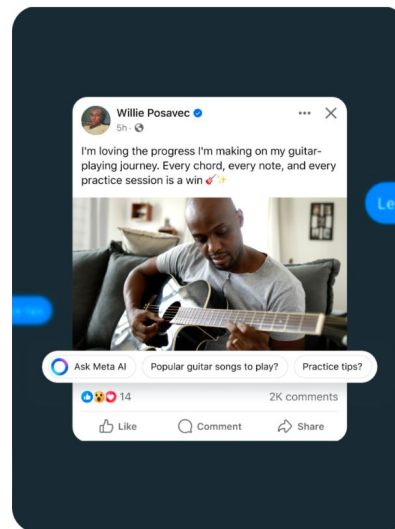 Willie Posavec
5h
I'm loving the progress I'm making on my guitar-
playing journey. Every chord, every note, and every
practice session is a win 🎸✨
Le
Ask Meta AI
Popular guitar songs to play?
Practice tips?
14
2K comments
Like
Comment
Share